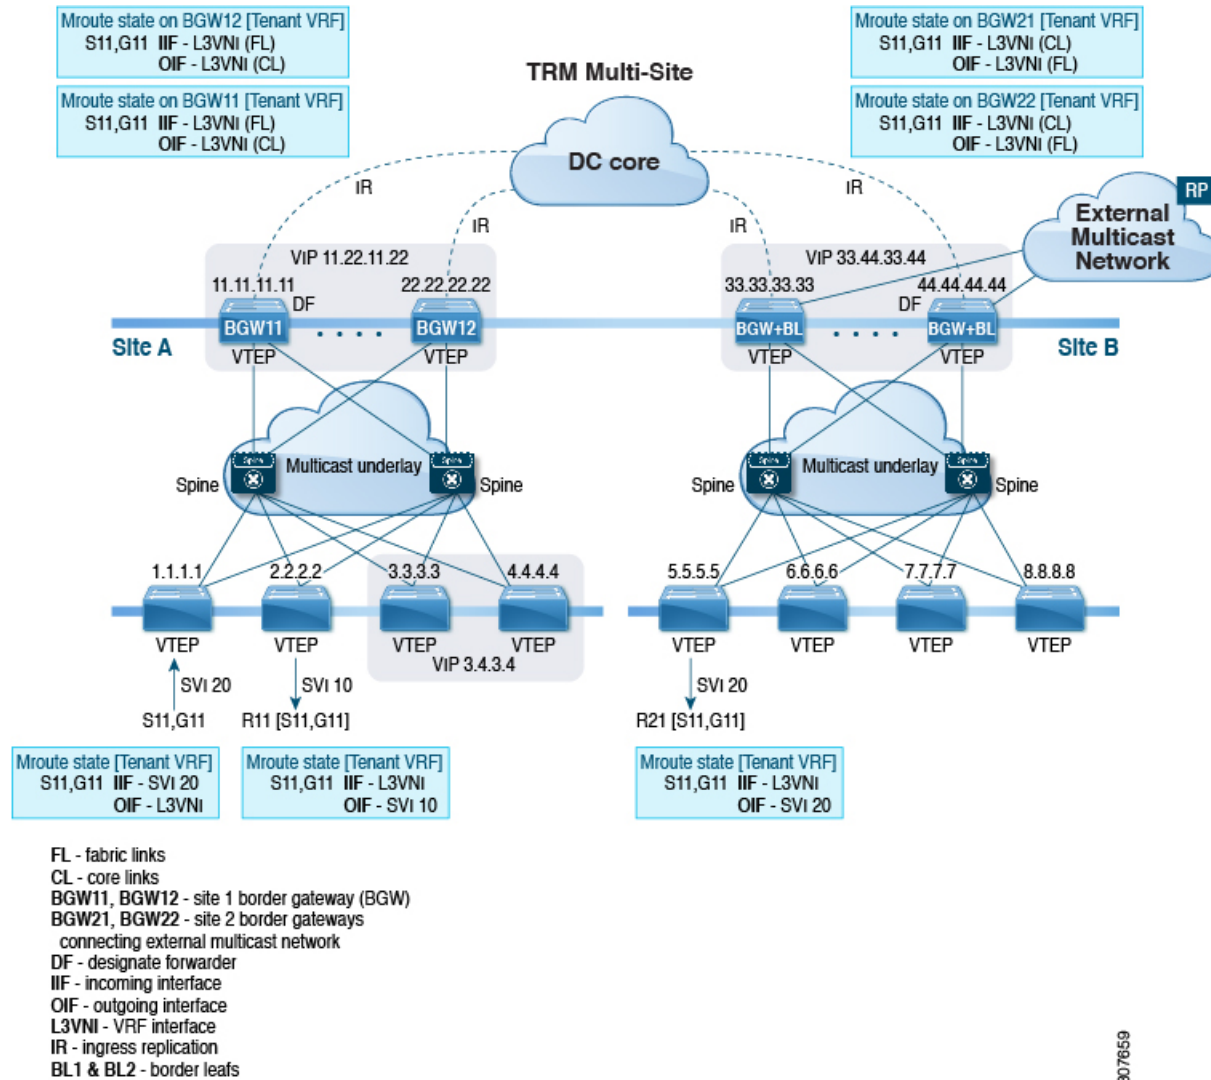 Mroute state on BGW12 [Tenant VRF]
S11,G11 IIF - L3VNI (FL)
OIF - L3VNI (CL)
Mroute state on BGW11 [Tenant VRF]
S11,G11 IIF - L3VNI (FL)
OIF - L3VNI (CL)
TRM Multi-Site
Mroute state on BGW21 [Tenant VRF]
S11,G11 IIF - L3VNI (CL)
OIF - L3VNI (FL)
Mroute state on BGW22 [Tenant VRF]
S11,G11 IIF - L3VNI (CL)
OIF - L3VNI (FL)
DC core
IR
IR
IR
IR
RP
External
Multicast
Network
VIP 11.22.11.22
11.11.11.11
22.22.22.22
DF
BGW11
BGW12
VTEP
VTEP
Site A
VIP 33.44.33.44
33.33.33.33
44.44.44.44
DF
BGW+BL
BGW+BL
VTEP
VTEP
Site B
Spine
Spine
Multicast underlay
Spine
Spine
Spine
Spine
Multicast underlay
Spine
Spine
1.1.1.1
2.2.2.2
3.3.3.3
4.4.4.4
VTEP
VTEP
VTEP
VTEP
VIP 3.4.3.4
5.5.5.5
6.6.6.6
7.7.7.7
8.8.8.8
VTEP
VTEP
VTEP
VTEP
SVI 20
SVI 10
SVI 20
S11,G11
R11 [S11,G11]
R21 [S11,G11]
Mroute state [Tenant VRF]
S11,G11 IIF - SVI 20
OIF - L3VNI
Mroute state [Tenant VRF]
S11,G11 IIF - L3VNI
OIF - SVI 10
Mroute state [Tenant VRF]
S11,G11 IIF - L3VNI
OIF - SVI 20
FL - fabric links
CL - core links
BGW11, BGW12 - site 1 border gateway (BGW)
BGW21, BGW22 - site 2 border gateways
connecting external multicast network
DF - designate forwarder
IIF - incoming interface
OIF - outgoing interface
L3VNI - VRF interface
IR - ingress replication
BL1 & BL2 - border leafs
307659